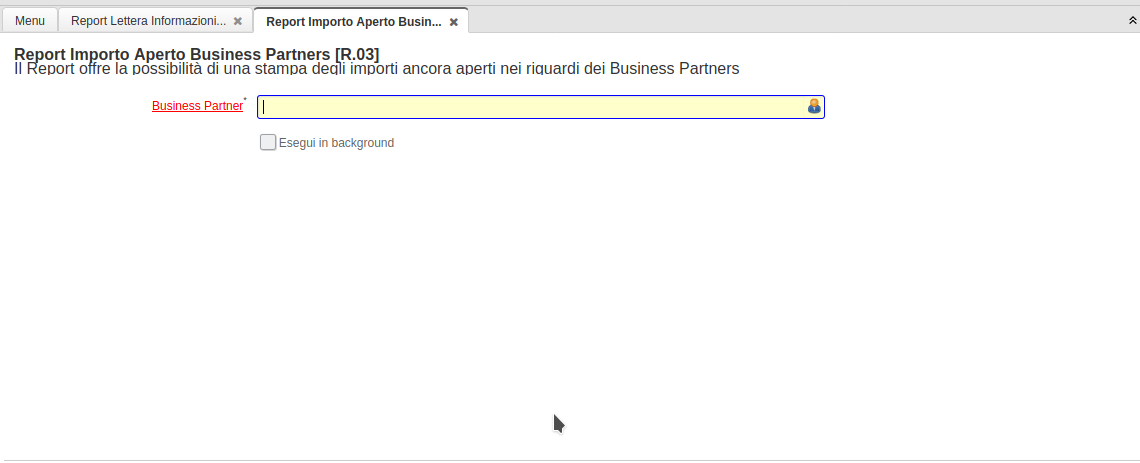 Menu
Report Lettera Informazioni...
Report Importo Aperto Busin...
Report Importo Aperto Business Partners [R.03]
Il Report offre la possibilità di una stampa degli importi ancora aperti nei riguardi dei Business Partners
Business Partner*
Esegui in background